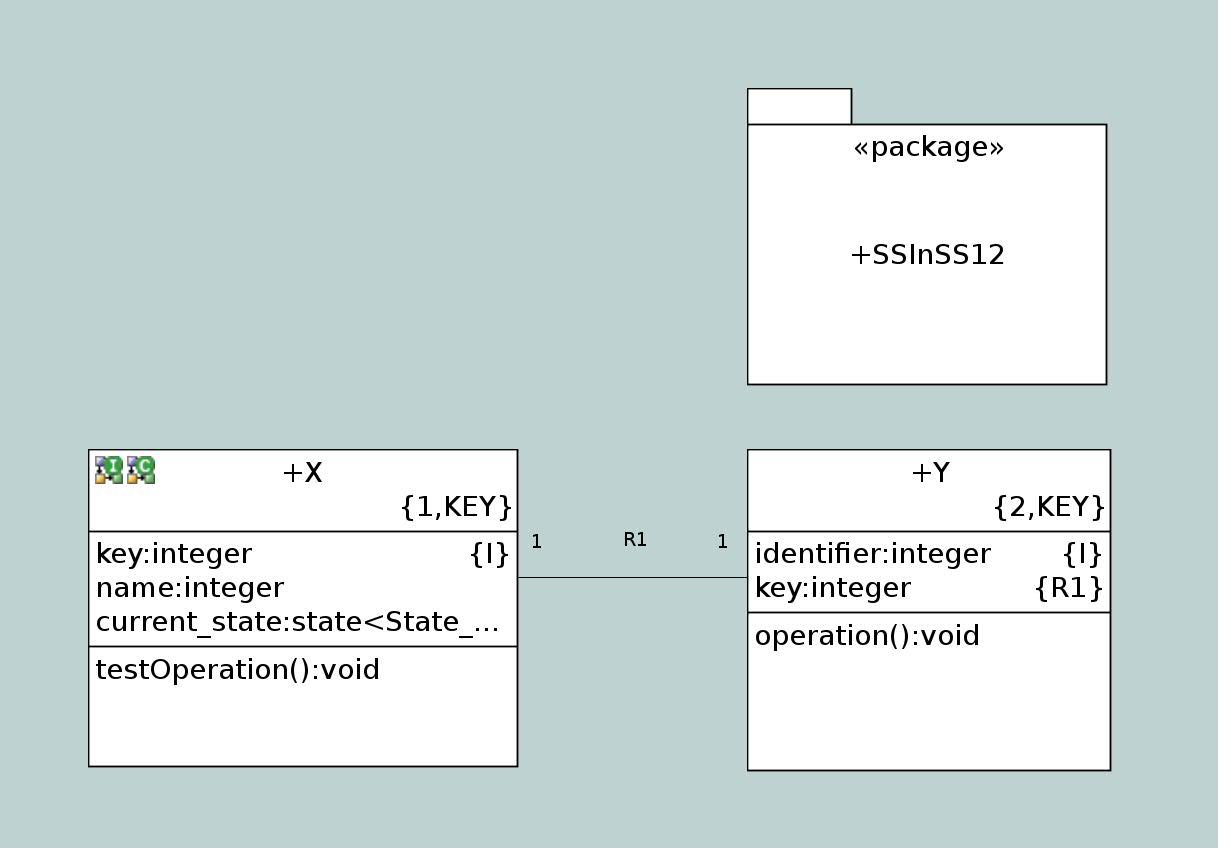 «package»
+SSInSS12
I C
+X
{1,KEY}
key:integer {I}
name:integer
current_state:state<State_...
testOperation():void
1 R1 1
+Y
{2,KEY}
identifier:integer {I}
key:integer {R1}
operation():void